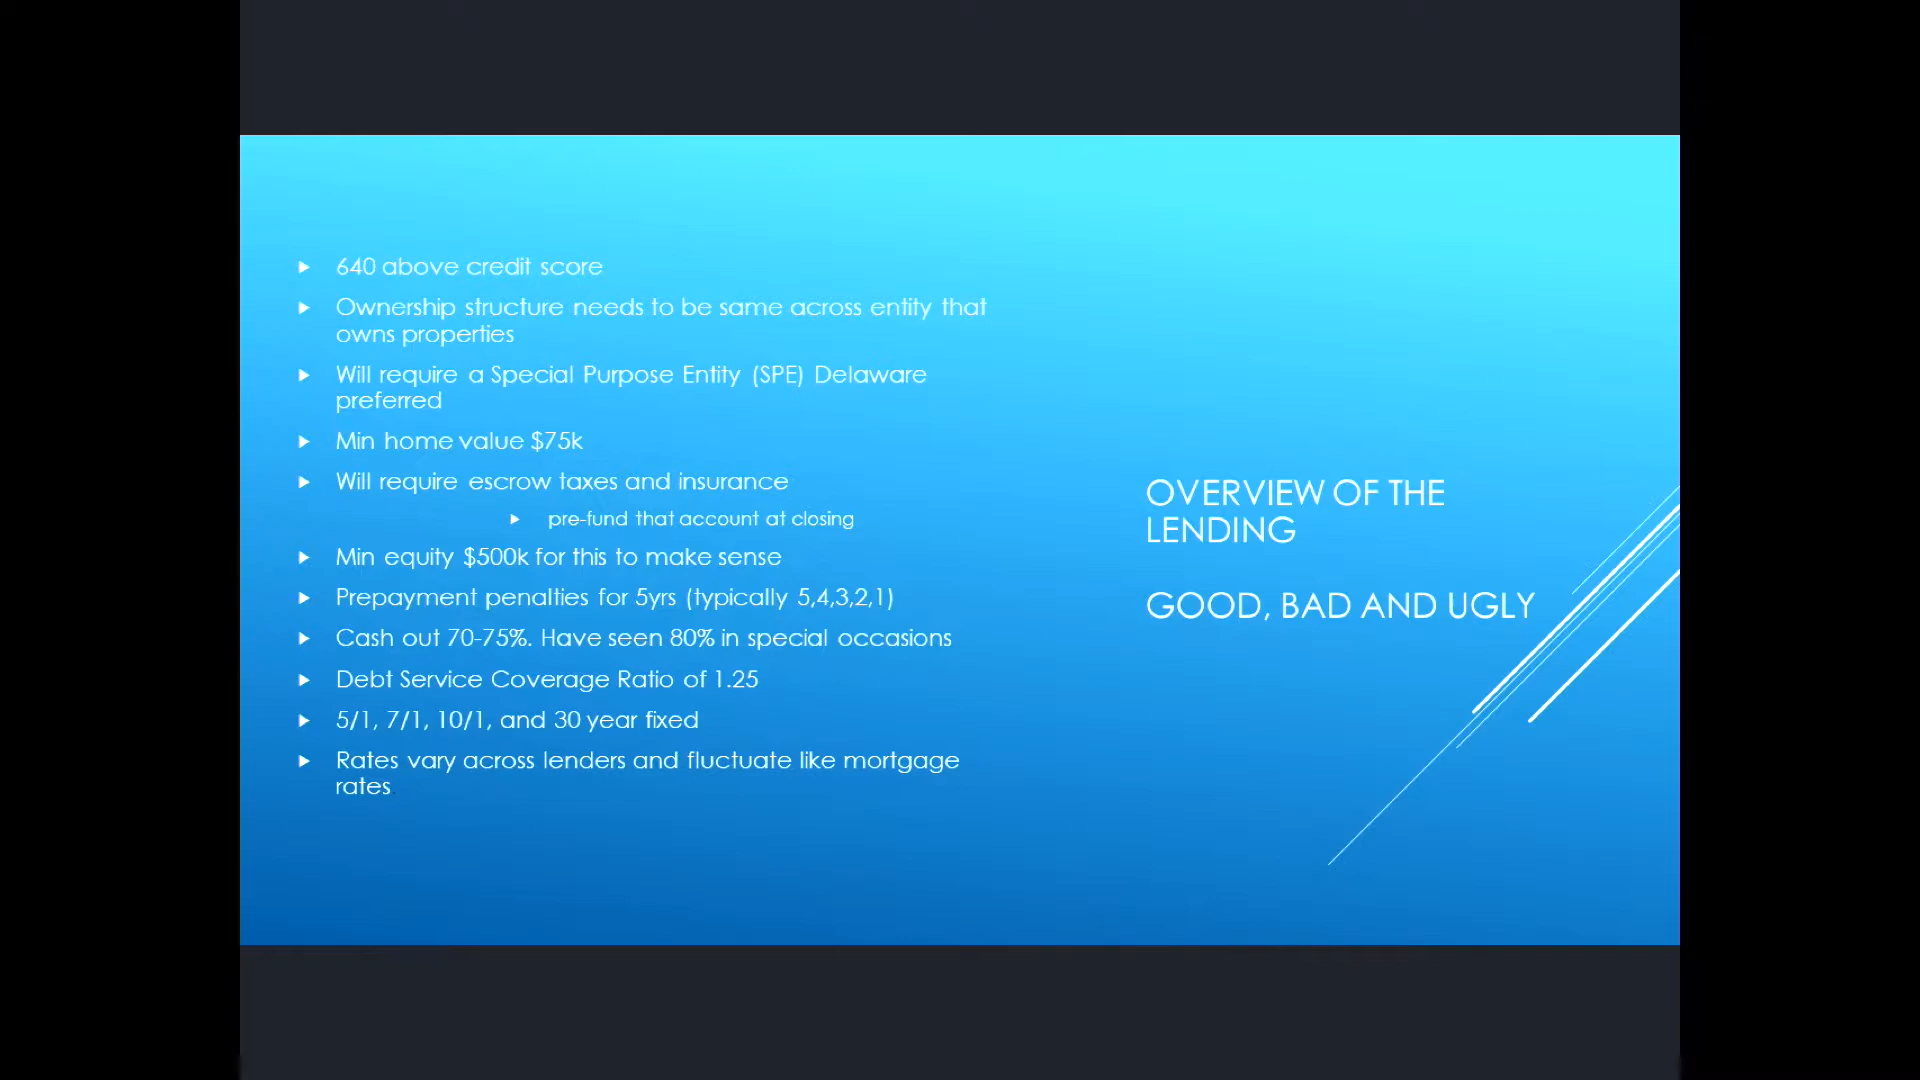 640 above credit score
Ownership structure needs to be same across entity that
owns properties
Will require a Special Purpose Entity (SPE) Delaware
preferred
Min home value $75k
Will require escrow taxes and insurance
pre-fund that account at closing
Min equity $500k for this to make sense
Prepayment penalties for 5yrs (typically 5,4,3,2,1)
Cash out 70-75%. Have seen 80% in special occasions
Debt Service Coverage Ratio of 1.25
5/1, 7/1, 10/1, and 30 year fixed
Rates vary across lenders and fluctuate like mortgage
rates
OVERVIEW OF THE
LENDING
GOOD, BAD AND UGLY